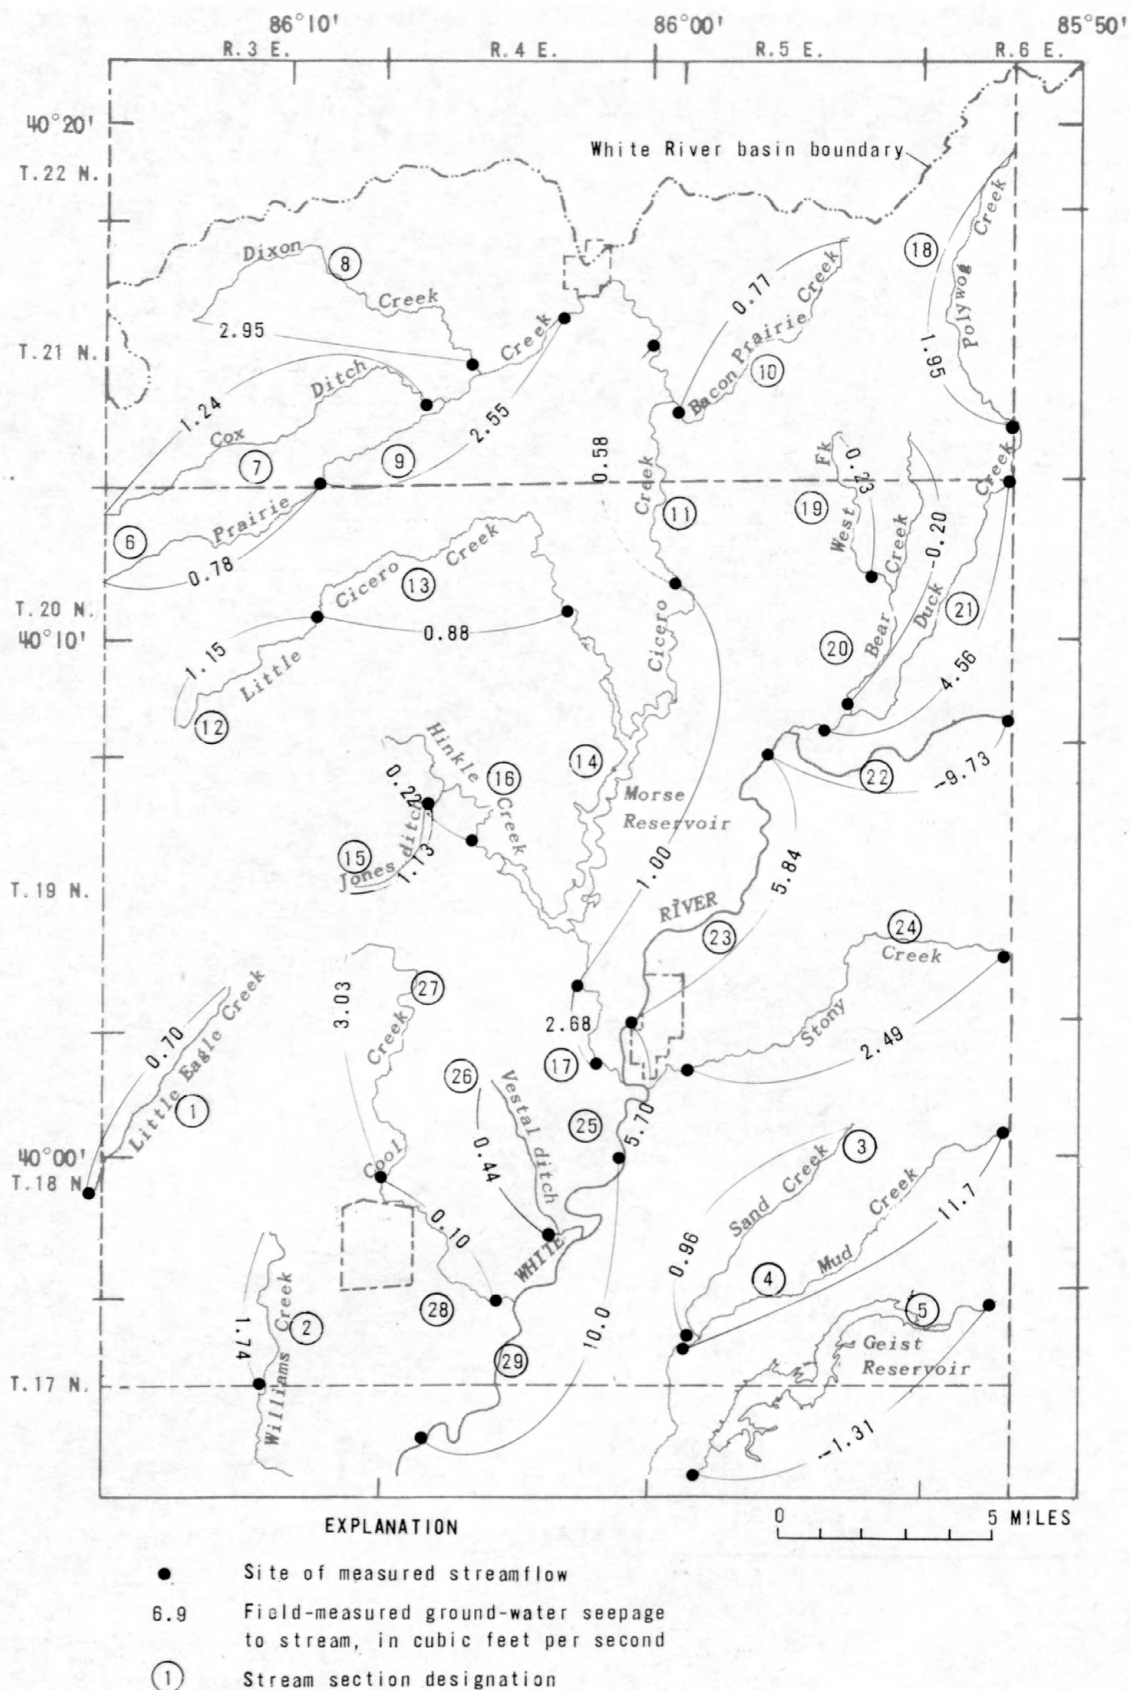 86°10' 86°00' 85°50'
R. 3 E. R. 4 E. R. 5 E. R. 6 E.
40°20'
White River basin boundary
T.22 N.
Creek
18
Dixon
8
Polywog
0.77
Creek
Creek
2.95
Creek
1.95
T.21 N.
Ditch
Bacon Prairie
10
1.24
2.55
Cox
0.58
Fk
-0.23
7
9
Creek
Creek
19
11
Prairie
West
-0.20
6
Creek
Creek
0.78
13
Cicero
T.20 N.
Duck
21
40°10'
0.88
Cicero
Bear
20
1.15
Little
4.56
12
Hinkle
14
22
-9.73
16
0.22
Morse
Reservoir
Creek
Jones ditch
15
1.13
1.00
5.84
T.19 N.
RIVER
23
24
Creek
27
3.03
Stony
Creek
2.68
2.49
0.70
Little Eagle Creek
26
17
Vestal ditch
1
25
5.70
3
40°00'
Cool
T.18 N.
0.44
Sand Creek
Creek
11.7
0.10
WHITE
0.96
Mud
4
28
5
2
1.74
Williams Creek
10.0
Geist
Reservoir
29
T.17 N.
-1.31
EXPLANATION
0 5 MILES
Site of measured streamflow
6.9 Field-measured ground-water seepage
to stream, in cubic feet per second
1 Stream section designation